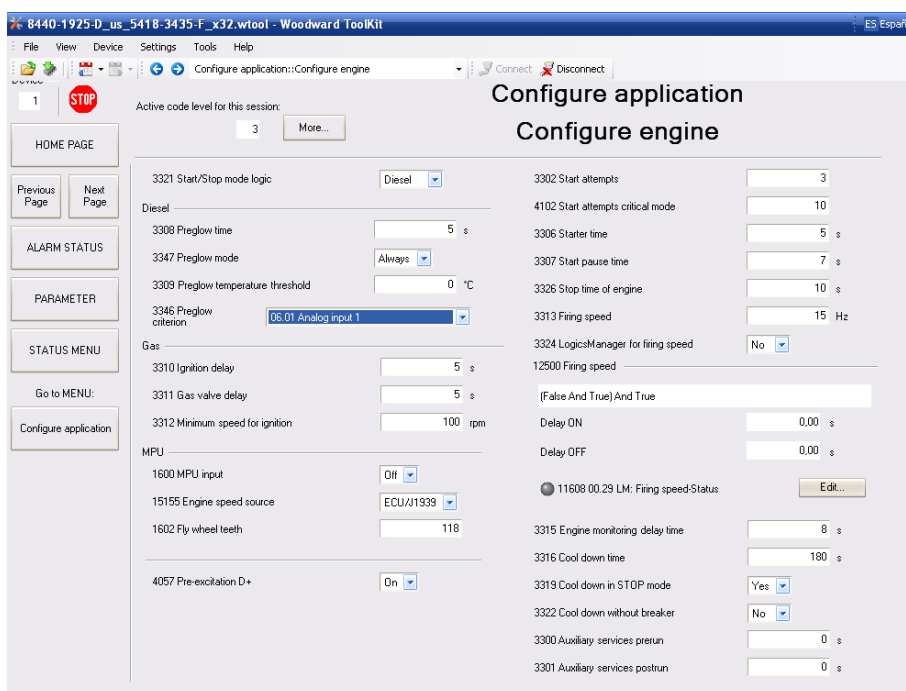 8440-1925-D_us_5418-3435-F_x32.wtool - Woodward ToolKit
ES
File View Device Settings Tools Help
Configure application::Configure engine
Connect
Disconnect
1
STOP
Active code level for this session:
3
More...
Configure application
Configure engine
HOME PAGE
Previous Page
Next Page
ALARM STATUS
PARAMETER
STATUS MENU
Go to MENU:
Configure application
3321 Start/Stop mode logic Diesel
Diesel
3308 Preglow time 5 s
3347 Preglow mode Always
3309 Preglow temperature threshold 0 °C
3346 Preglow
criterion
06.01 Analog input 1
Gas
3310 Ignition delay 5 s
3311 Gas valve delay 5 s
3312 Minimum speed for ignition 100 rpm
MPU
1600 MPU input Off
15155 Engine speed source ECU/J1939
1602 Fly wheel teeth 118
4057 Pre-excitation D+ On
3302 Start attempts 3
4102 Start attempts critical mode 10
3306 Starter time 5 s
3307 Start pause time 7 s
3326 Stop time of engine 10 s
3313 Firing speed 15 Hz
3324 LogicsManager for firing speed No
12500 Firing speed
(False And True) And True
Delay ON 0,00 s
Delay OFF 0,00 s
11608 00.29 LM: Firing speed-Status
Edit...
3315 Engine monitoring delay time 8 s
3316 Cool down time 180 s
3319 Cool down in STOP mode Yes
3322 Cool down without breaker No
3300 Auxiliary services prerun 0 s
3301 Auxiliary services postrun 0 s